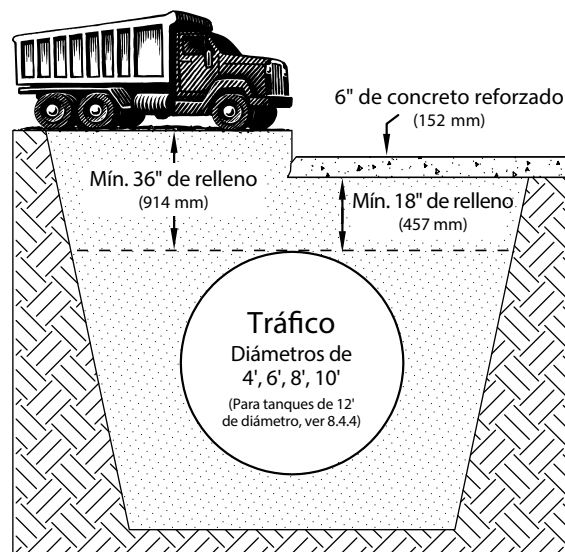 6" de concreto reforzado
(152 mm)
Mín. 36" de relleno
(914 mm)
Mín. 18" de relleno
(457 mm)
Tráfico
Diámetros de
4', 6', 8', 10'
(Para tanques de 12'
de diámetro, ver 8.4.4)